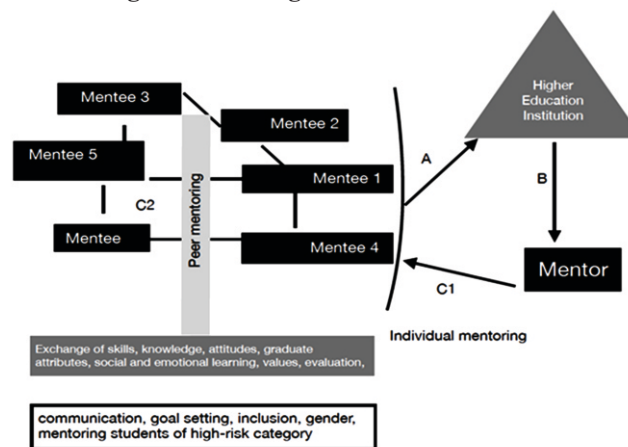 Mentee 3
Mentee 2
Mentee 5
Mentee 1
C2
Mentee
Mentee 4
Peer mentoring
Higher
Education
Institution
A
B
Mentor
C1
Individual mentoring
Exchange of skills, knowledge, attitudes, graduate
attributes, social and emotional learning, values, evaluation,
communication, goal setting, inclusion, gender,
mentoring students of high-risk category